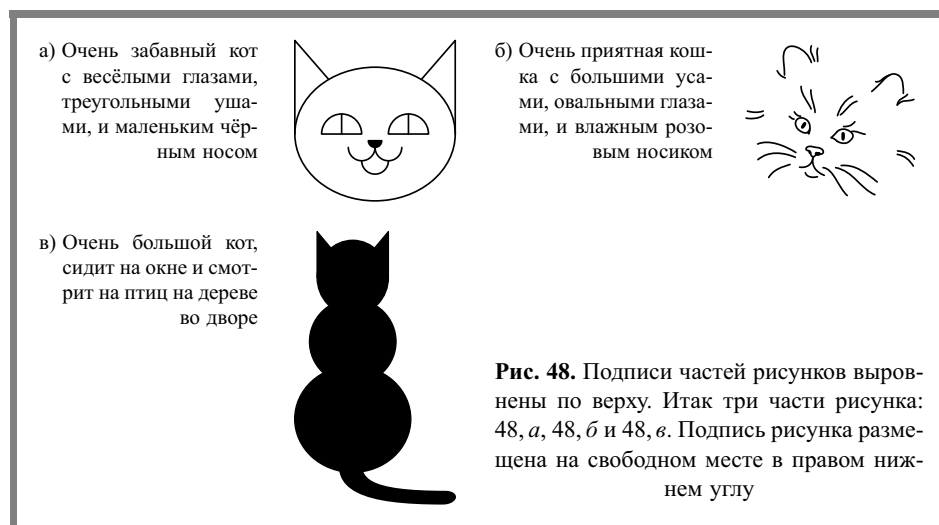 а) Очень забавный кот
с весёлыми глазами,
треугольными уша-
ми, и маленьким чёр-
ным носом
б) Очень приятная кош-
ка с большими уса-
ми, овальными глаза-
ми, и влажным розо-
вым носиком
в) Очень большой кот,
сидит на окне и смот-
рит на птиц на дереве
во дворе
Рис. 48. Подписи частей рисунков выров-
нены по верху. Итак три части рисунка:
48, а, 48, б и 48, в. Подпись рисунка разме-
щена на свободном месте в правом ниж-
нем углу